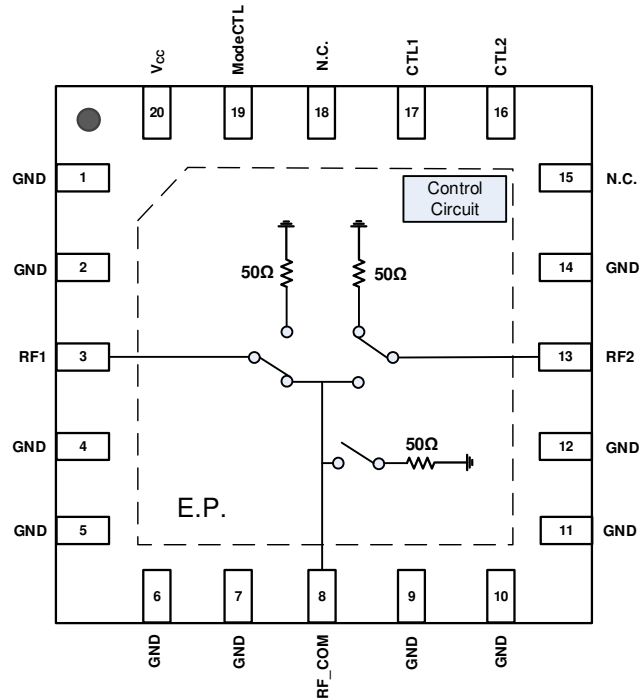 VCC
ModeCTL
N.C.
CTL1
CTL2
20
19
18
17
16
GND
1
15
N.C.
Control
Circuit
GND
2
14
GND
50Ω
50Ω
RF1
3
13
RF2
GND
4
12
GND
50Ω
E.P.
GND
5
11
GND
6
7
8
9
10
GND
GND
RF_COM
GND
GND